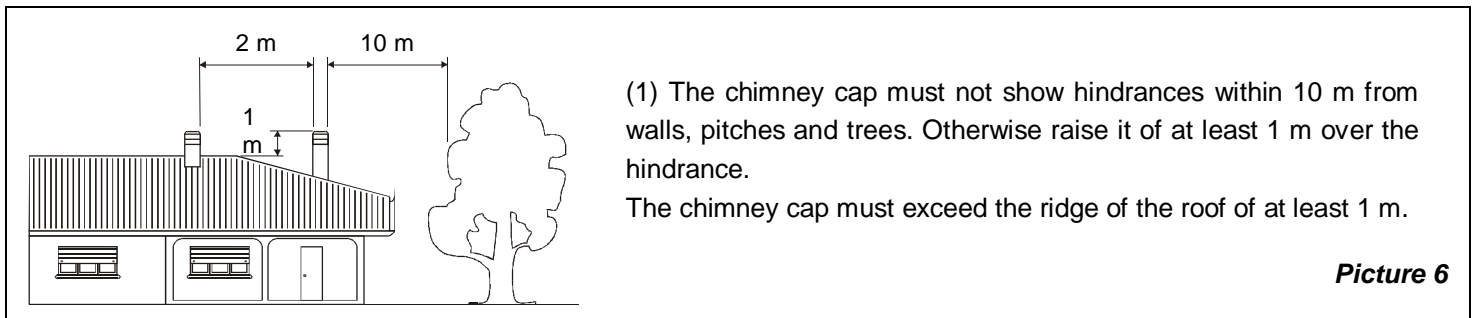 2 m
10 m
1
m
(1) The chimney cap must not show hindrances within 10 m from
walls, pitches and trees. Otherwise raise it of at least 1 m over the
hindrance.
The chimney cap must exceed the ridge of the roof of at least 1 m.
Picture 6